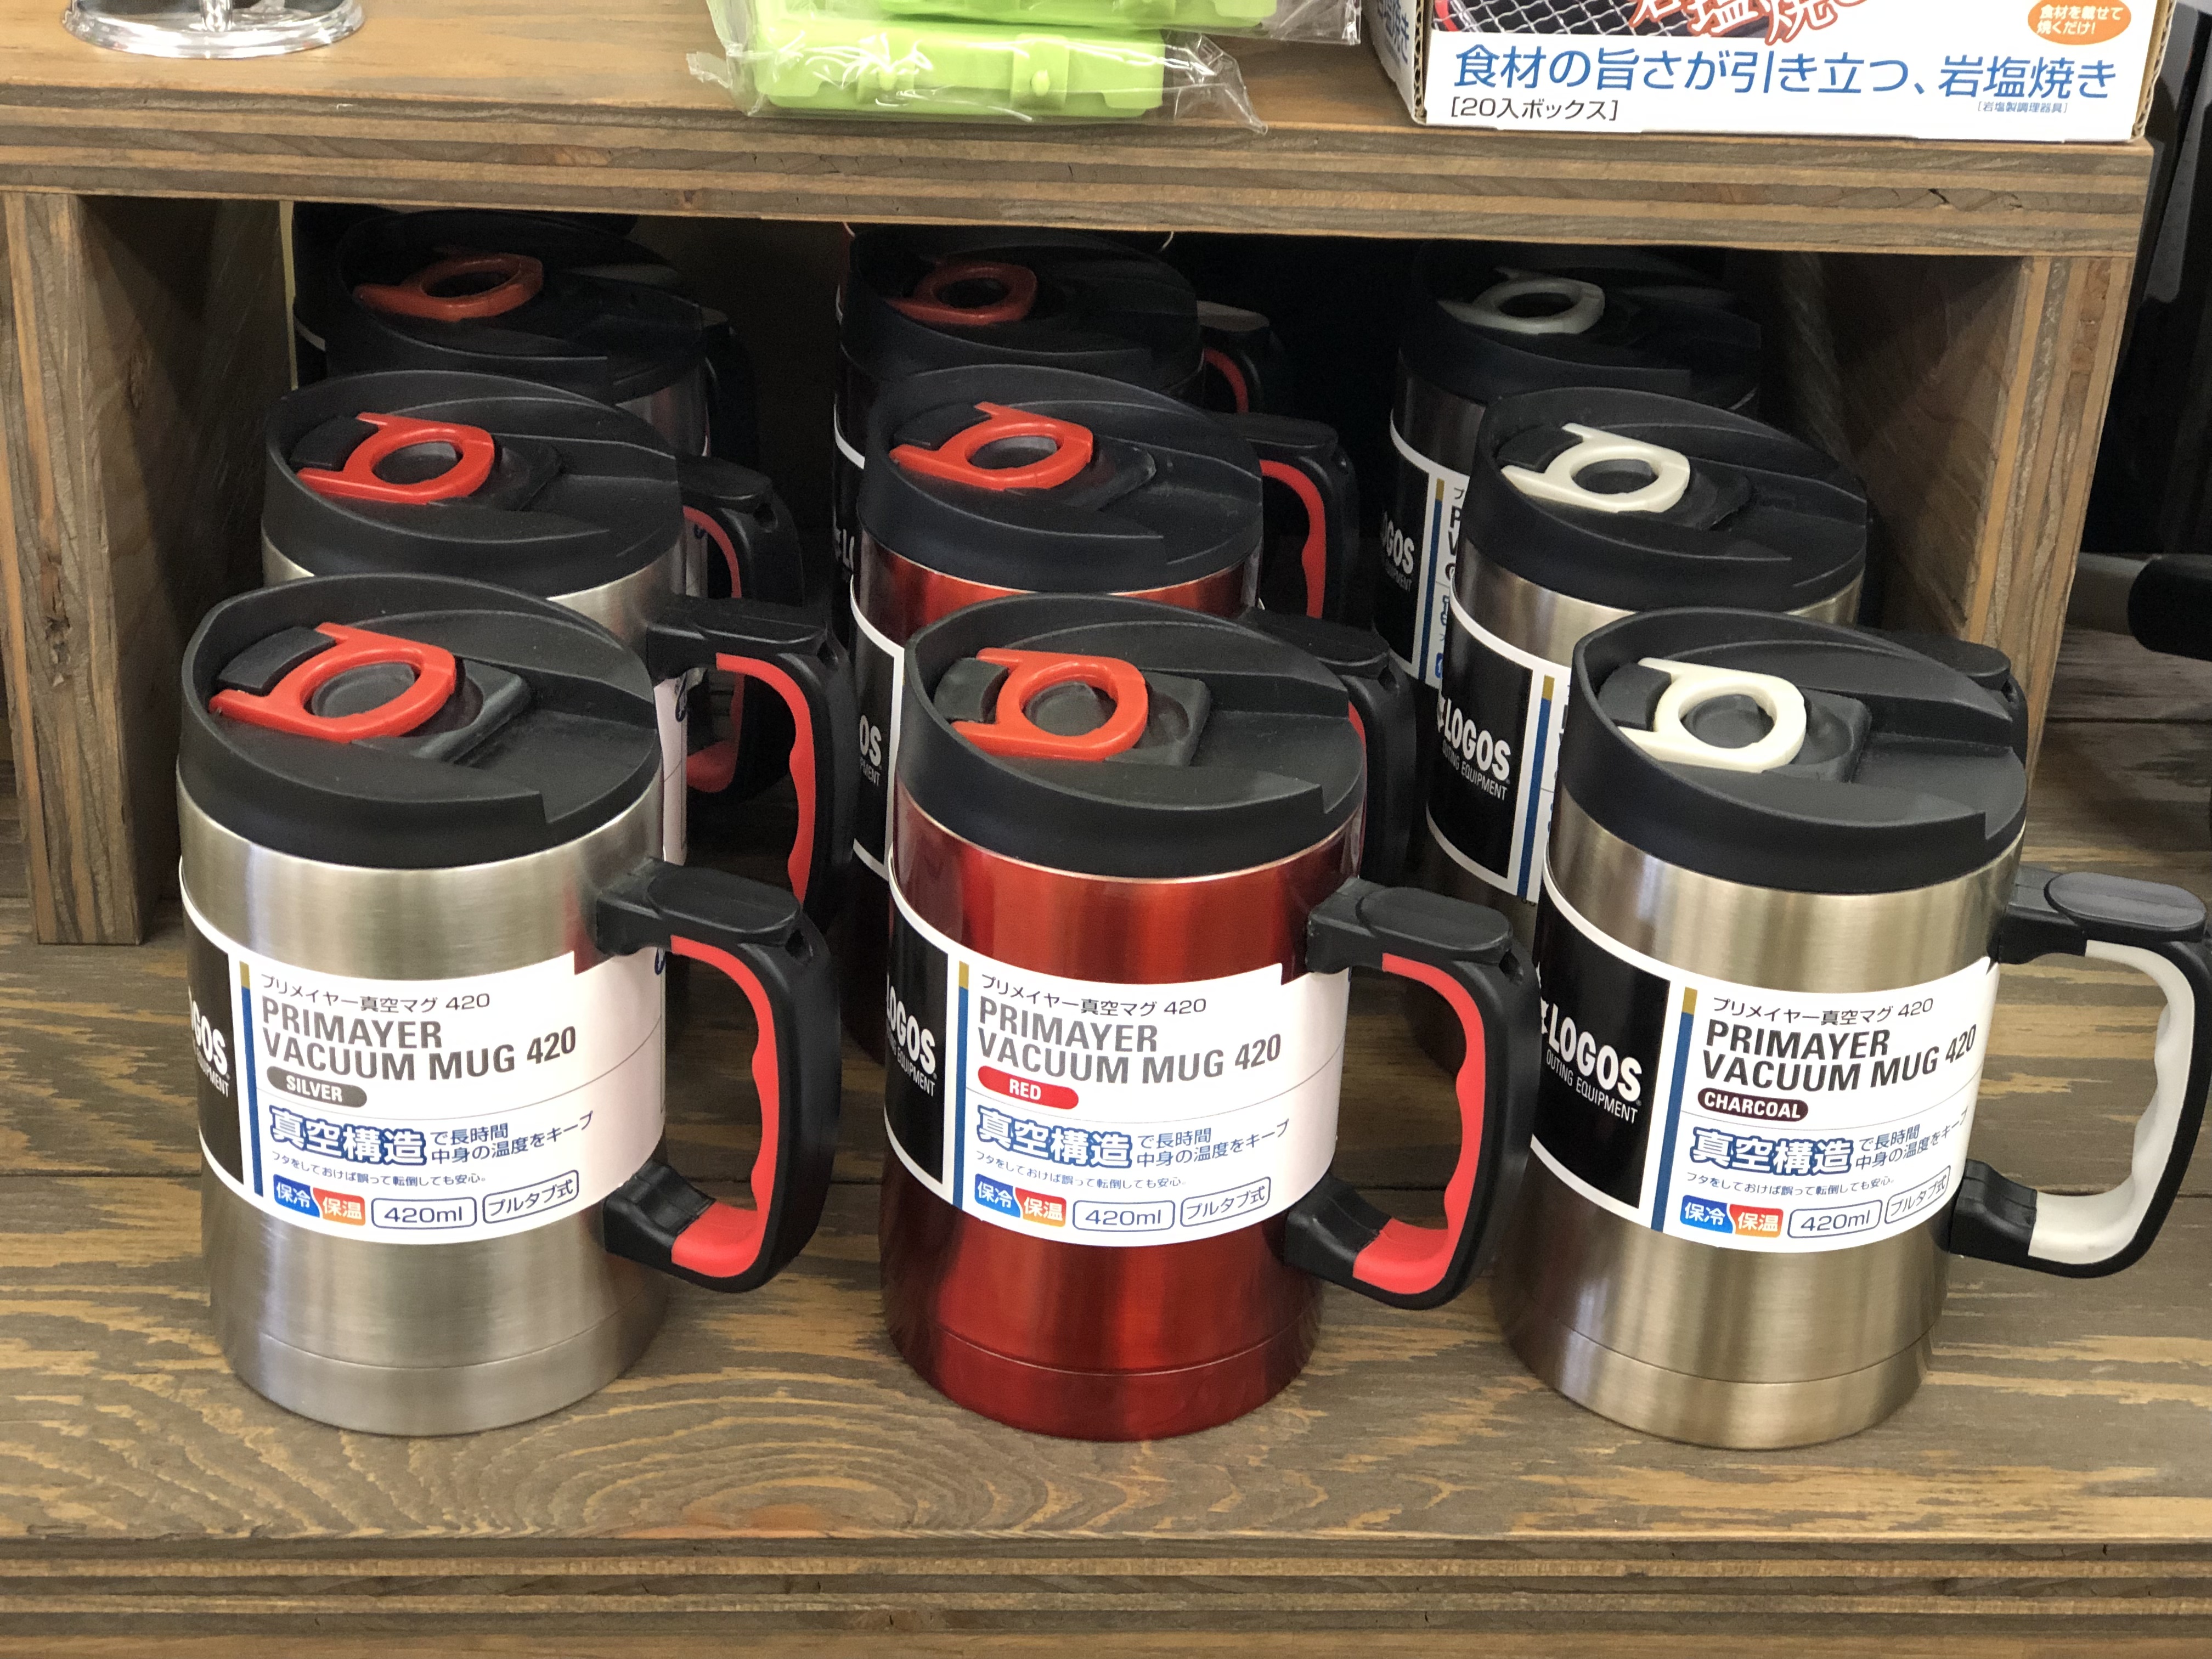 岩塩焼き
食材を載せて
焼くだけ!
食材の旨さが引き立つ、岩塩焼き
[20入ボックス]
[岩塩製調理器具]
LOGOS
OUTING EQUIPMENT
プリメイヤー真空マグ 420
PRIMAYER
VACUUM MUG 420
SILVER
真空構造で長時間
中身の温度をキープ
フタをしておけば誤って転倒しても安心。
保冷 保温 420ml プルタブ式
LOGOS
EQUIPMENT
プリメイヤー真空マグ 420
PRIMAYER
VACUUM MUG 420
RED
真空構造で長時間
中身の温度をキープ
フタをしておけば誤って転倒しても安心。
保冷 保温 420ml プルタブ式
LOGOS
OUTING EQUIPMENT
プリメイヤー真空マグ 420
PRIMAYER
VACUUM MUG 420
CHARCOAL
真空構造で長時間
中身の温度をキープ
フタをしておけば誤って転倒しても安心。
保冷 保温 420ml プルタブ式